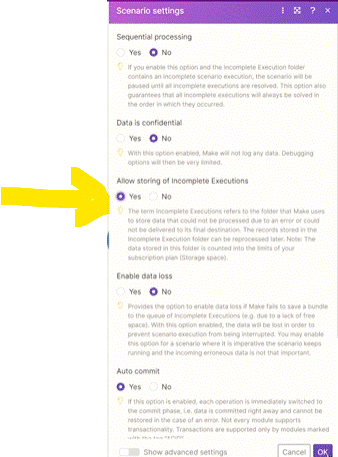 Scenario settings
Sequential processing
Yes No
If you enable this option and the Incomplete Execution folder
contains an incomplete scenario execution, the scenario will be
paused until all incomplete executions are resolved. This option also
guarantees that all incomplete executions will always be solved in
the order in which they occurred.
Data is confidential
Yes No
With this option enabled, Make will not log any data. Debugging
options will then be very limited.
Allow storing of Incomplete Executions
Yes No
The term Incomplete Executions refers to the folder that Make uses
to store data that could not be processed due to an error or could
not be delivered to its final destination. The records stored in the
Incomplete Execution folder can be reprocessed later. Note: The
data stored in this folder is counted into the limits of your
subscription plan (Storage space).
Enable data loss
Yes No
Provides the option to enable data loss if Make fails to save a bundle
to the queue of Incomplete Executions (e.g. due to a lack of free
space). With this option enabled, the data will be lost in order to
prevent scenario execution from being interrupted. You may enable
this option for a scenario where it is imperative the scenario keeps
running and the incoming erroneous data is not that important.
Auto commit
Yes No
If this option is enabled, each operation is immediately switched to
the commit phase, i.e. data is committed right away and cannot be
restored in the case of an error. Not every module supports
transactionality. Transactions are supported only by modules marked
with the tag "ACID".
Show advanced settings
Cancel OK